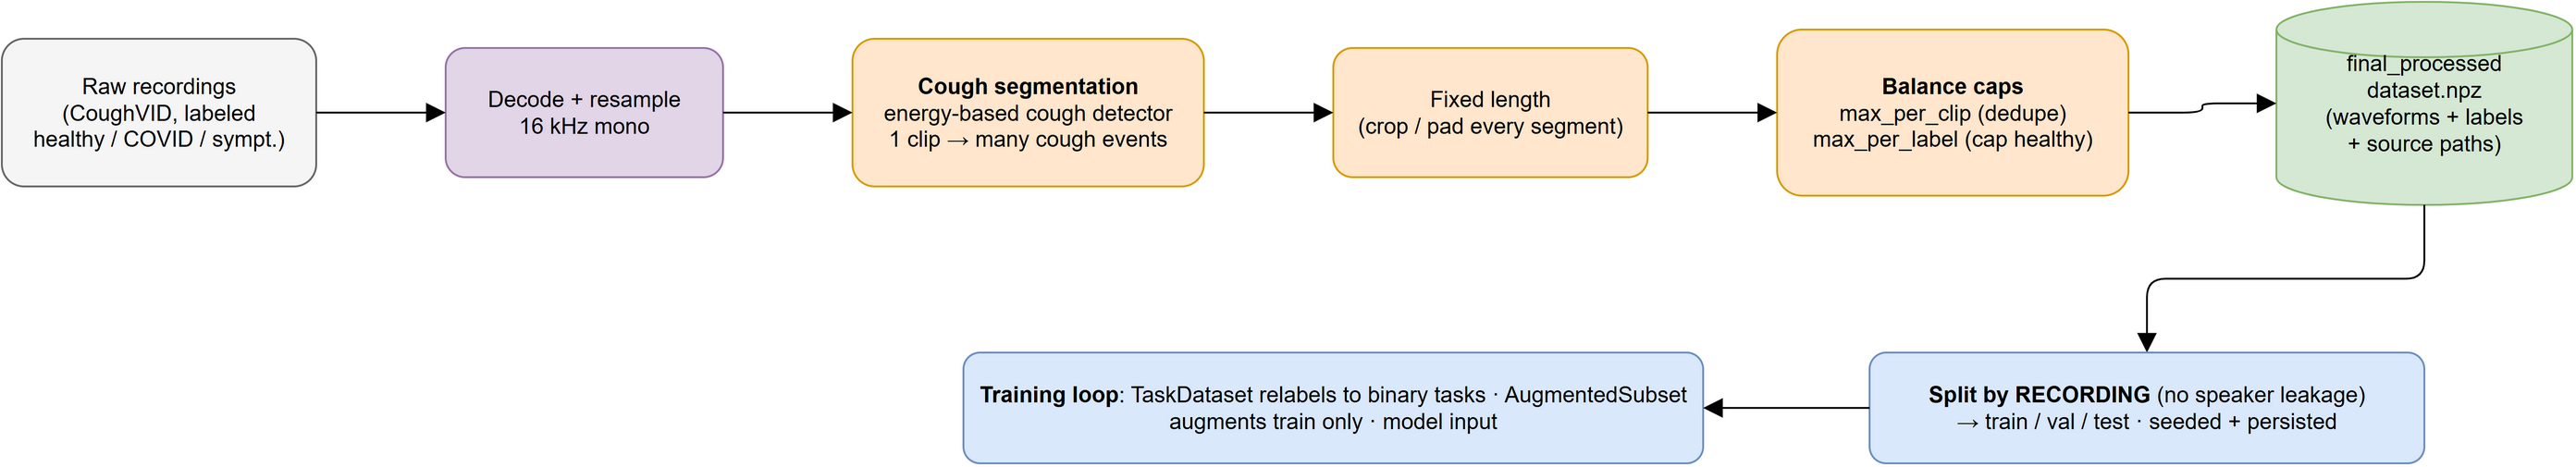 Raw recordings
(CoughVID, labeled
healthy / COVID / sympt.)
Decode + resample
16 kHz mono
Cough segmentation
energy-based cough detector
1 clip → many cough events
Fixed length
(crop / pad every segment)
Balance caps
max_per_clip (dedupe)
max_per_label (cap healthy)
final_processed
dataset.npz
(waveforms + labels
+ source paths)
Split by RECORDING (no speaker leakage)
→ train / val / test · seeded + persisted
Training loop: TaskDataset relabels to binary tasks · AugmentedSubset
augments train only · model input